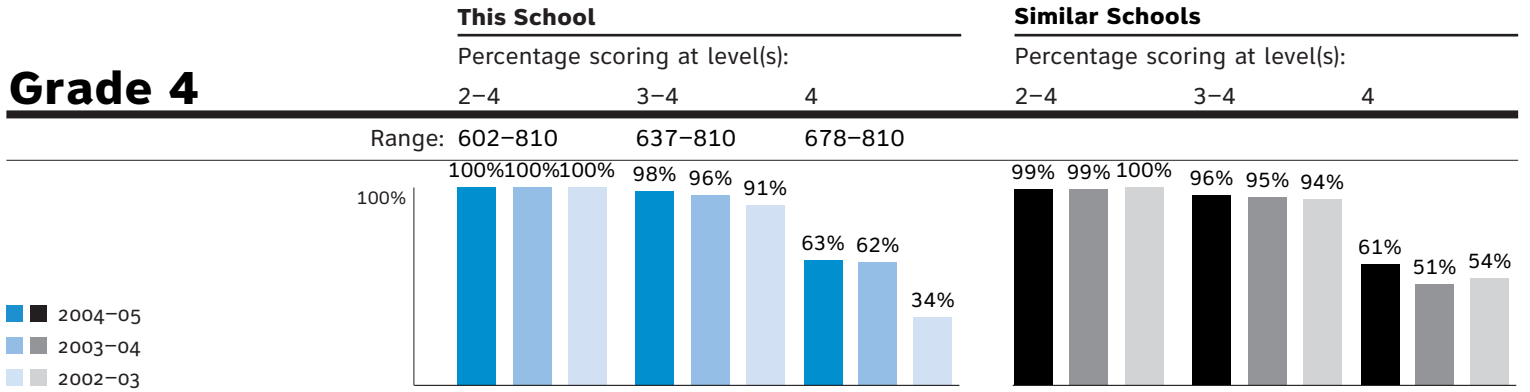 This School
Similar Schools
Percentage scoring at level(s):
Percentage scoring at level(s):
Grade 4
2–4 3–4 4
2–4 3–4 4
Range: 602–810 637–810 678–810
100% 100% 100% 98% 96% 91% 63% 62% 34%
99% 99% 100% 96% 95% 94% 61% 51% 54%
100%
2004–05
2003–04
2002–03